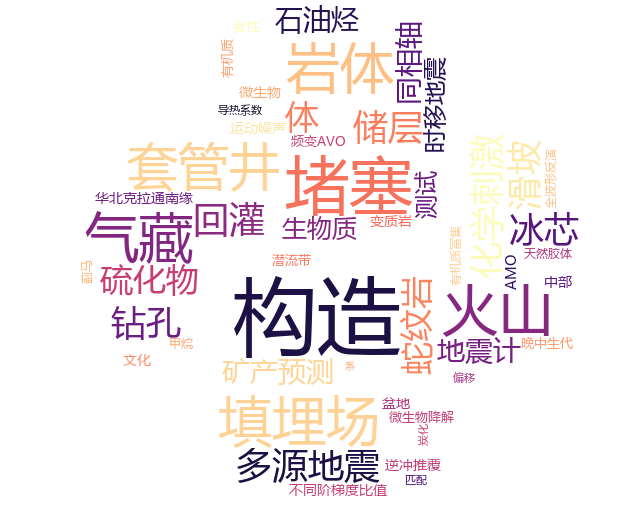 石油烃
食性
同相轴
有机质
岩体
时移地震
微生物
导热系数
体
储层
运动噪声
频变AVO
化学刺激
滑坡
全波形反演
套管井
堵塞
测试
华北克拉通南缘
气藏
回灌
生物质
变质岩
冰芯
有机质富集
天然胶体
潜流带
AMO
中部
硫化物
构造
蛇纹岩
火山
钻孔
地震计
晚中生代
文化
矿产预测
偏移
填埋场
盆地
微生物降解
炭化
多源地震
逆冲推覆
匹配
不同阶梯度比值